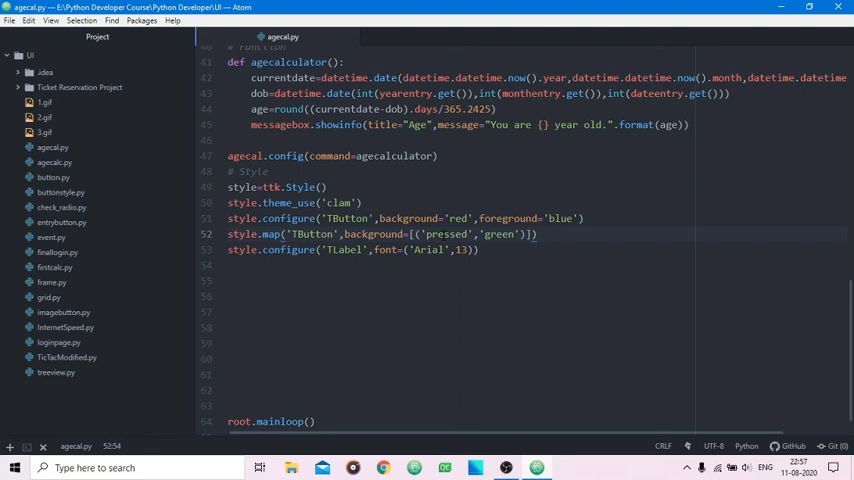 agecal.py — E:\Python Developer Course\Python Developer\UI — Atom
File Edit View Selection Find Packages Help
Project
agecal.py
UI
.idea
Ticket Reservation Project
1.gif
2.gif
3.gif
agecal.py
agecalc.py
button.py
buttonstyle.py
check_radio.py
entrybutton.py
event.py
finallogin.py
firstcalc.py
frame.py
grid.py
imagebutton.py
InternetSpeed.py
loginpage.py
TicTacModified.py
treeview.py
40 # Function
41 def agecalculator():
42 currentdate=datetime.date(datetime.datetime.now().year,datetime.datetime.now().month,datetime.datetime
43 dob=datetime.date(int(yearentry.get()),int(monthentry.get()),int(dateentry.get()))
44 age=round((currentdate-dob).days/365.2425)
45 messagebox.showinfo(title="Age",message="You are {} year old.".format(age))
46
47 agecal.config(command=agecalculator)
48 # Style
49 style=ttk.Style()
50 style.theme_use('clam')
51 style.configure('TButton',background='red',foreground='blue')
52 style.map('TButton',background=[('pressed','green')])
53 style.configure('TLabel',font=('Arial',13))
54
55
56
57
58
59
60
61
62
63
64 root.mainloop()
agecal.py 52:54 CRLF UTF-8 Python GitHub Git (0)
Type here to search
ENG
22:57
11-08-2020